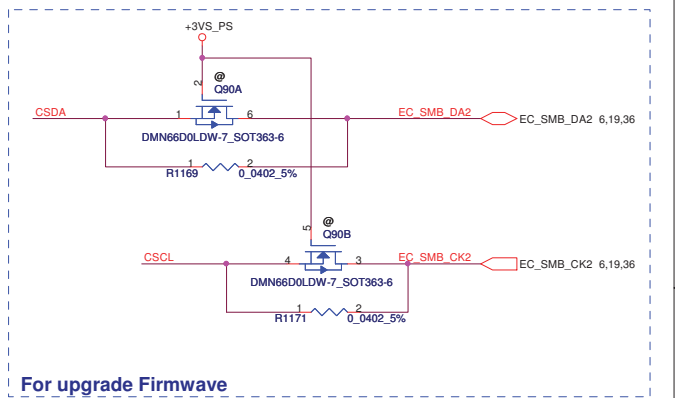 +3VS_PS
@
Q90A
2
CSDA
1
6
EC_SMB_DA2
EC_SMB_DA2 6,19,36
DMN66D0LDW-7_SOT363-6
1
2
R1169
0_0402_5%
@
Q90B
5
CSCL
4
3
EC_SMB_CK2
EC_SMB_CK2 6,19,36
DMN66D0LDW-7_SOT363-6
1
2
R1171
0_0402_5%
For upgrade Firmwave